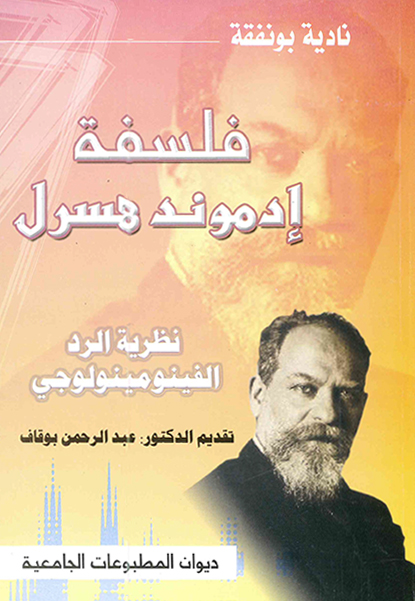 نادية بونفقة
فلسفة
إدموند هسرل
نظرية الرد
الفينومينولوجي
تقديم الدكتور: عبد الرحمن بوقاف
ديوان المطبوعات الجامعية